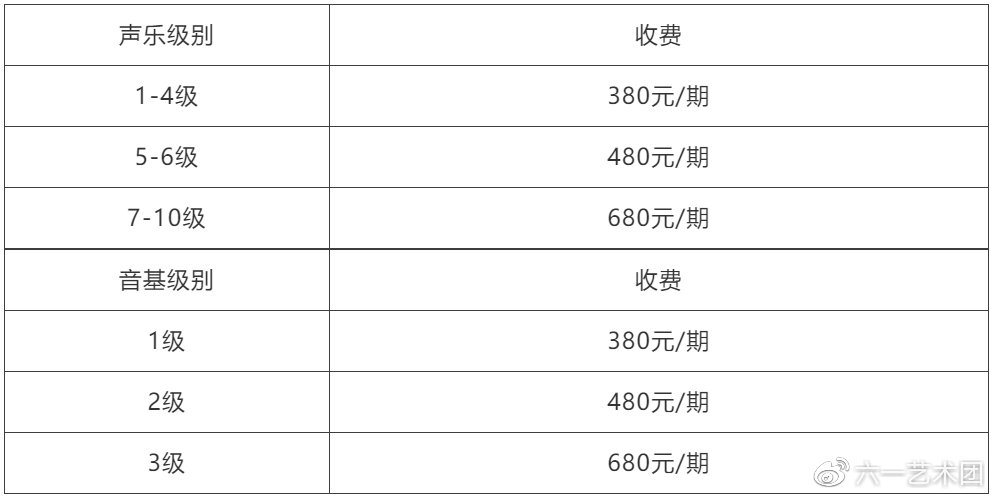 声乐级别 收费
1-4级 380元/期
5-6级 480元/期
7-10级 680元/期
音基级别 收费
1级 380元/期
2级 480元/期
3级 680元/期
六一艺术团